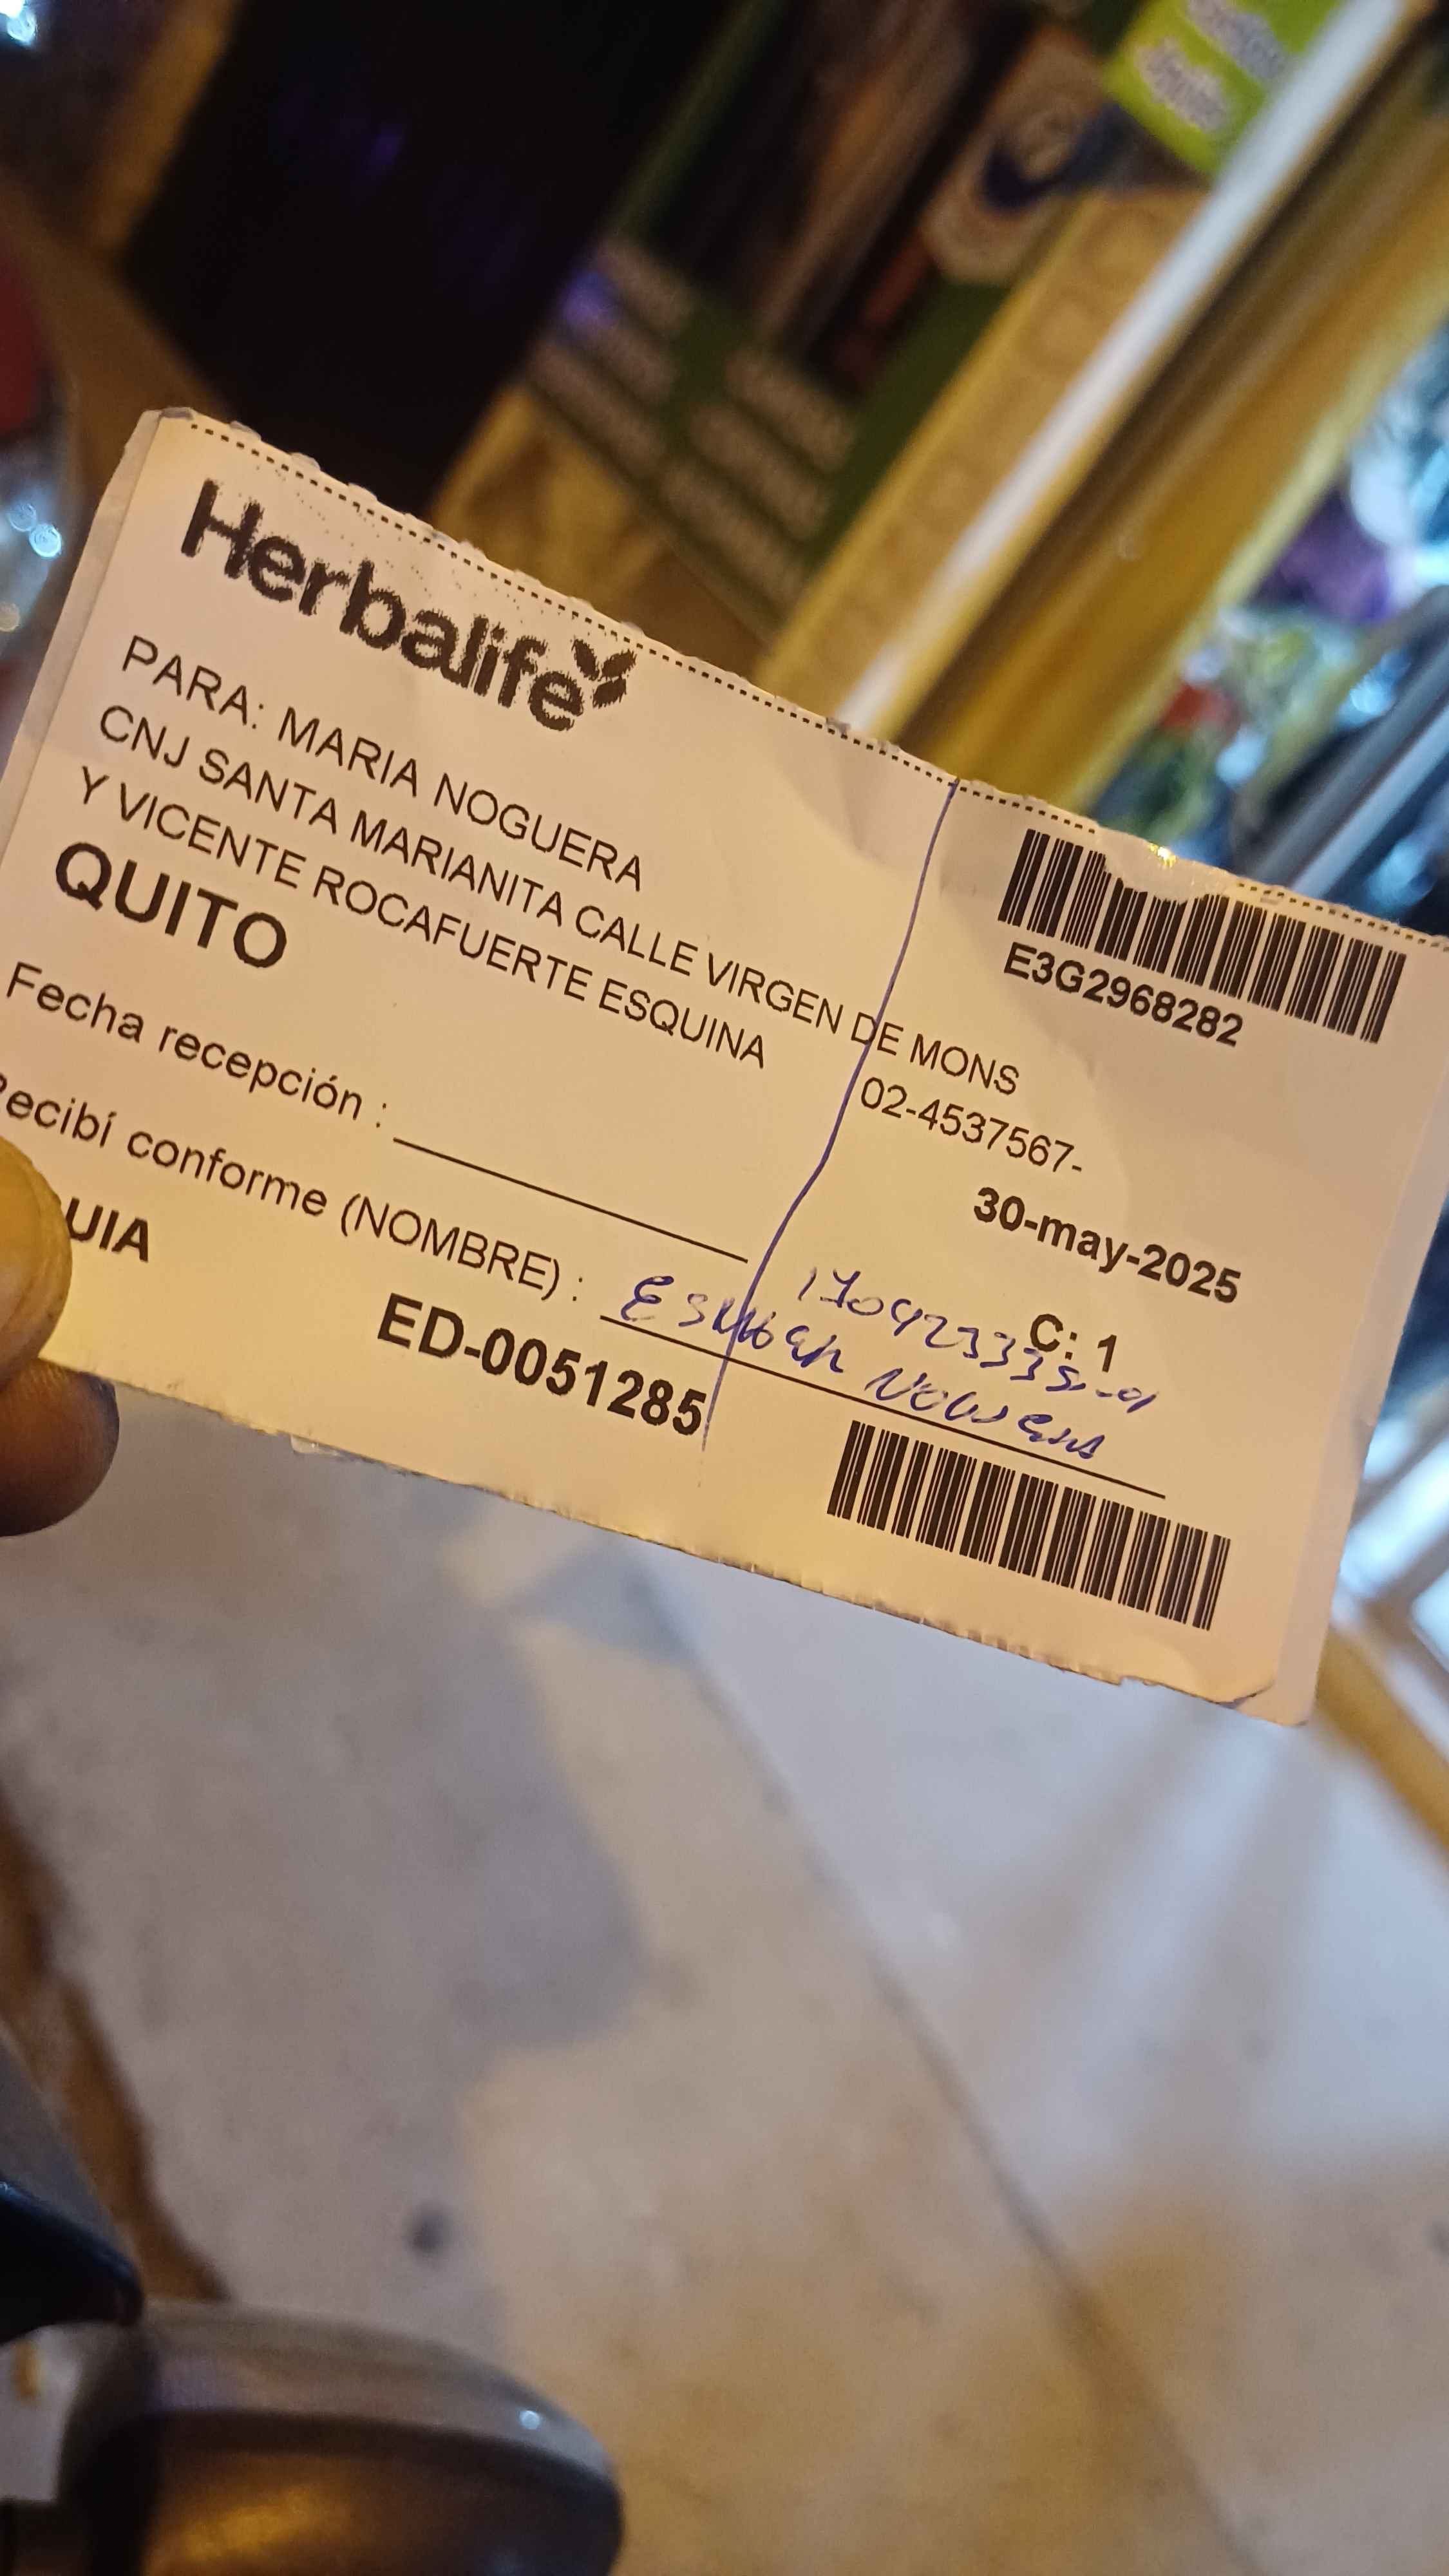 Herbalife
E3G2968282
PARA: MARIA NOGUERA
CNJ SANTA MARIANITA CALLE VIRGEN DE MONS
Y VICENTE ROCAFUERTE ESQUINA
02-4537567-
QUITO
30-may-2025
Fecha recepción :
C: 1
ecibí conforme (NOMBRE) :
UIA
ED-0051285